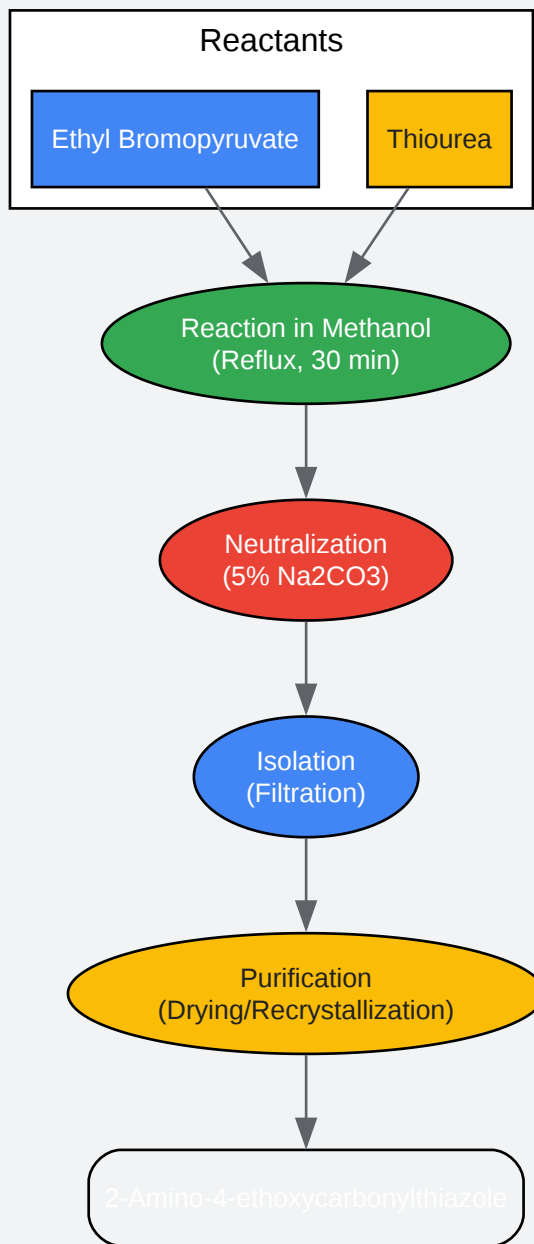 Reactants
Ethyl Bromopyruvate
Thiourea
Reaction in Methanol
(Reflux, 30 min)
Neutralization
(5% Na2CO3)
Isolation
(Filtration)
Purification
(Drying/Recrystallization)
2-Amino-4-ethoxycarbonylthiazole